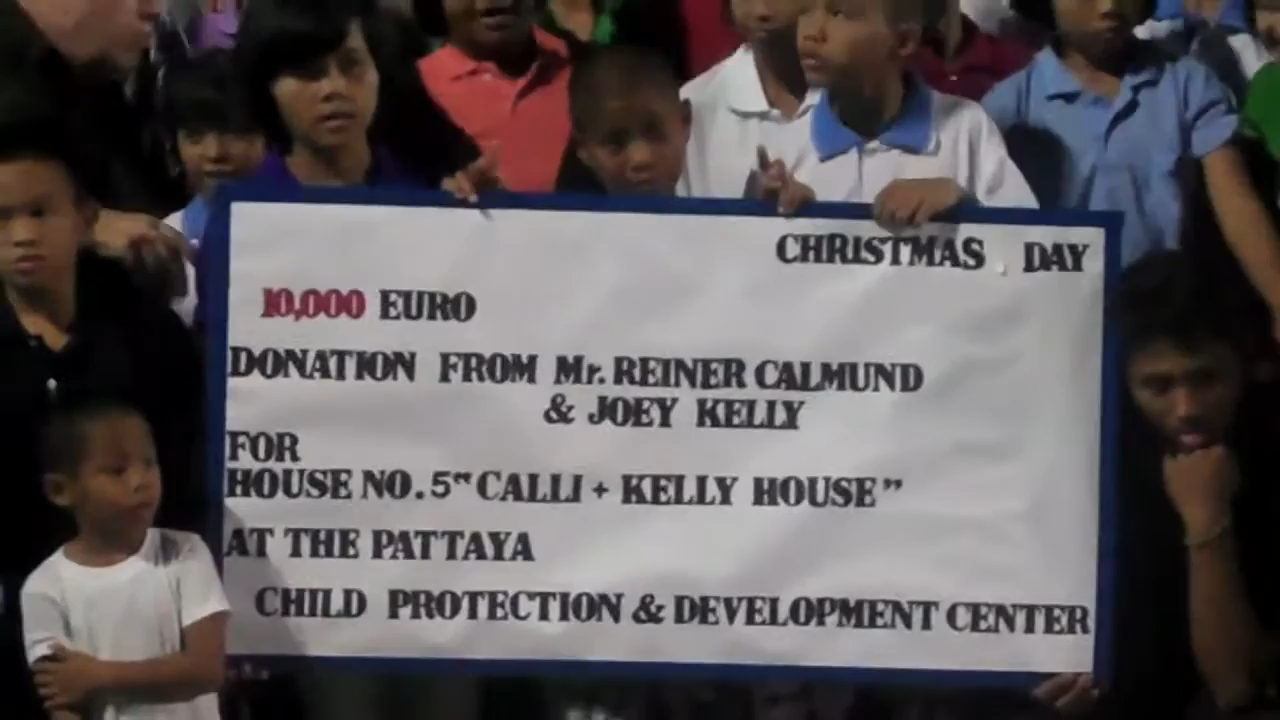 CHRISTMAS DAY
10,000 EURO
DONATION FROM Mr. REINER CALMUND
& JOEY KELLY
FOR
HOUSE NO. 5 "CALLI + KELLY HOUSE"
AT THE PATTAYA
CHILD PROTECTION & DEVELOPMENT CENTER